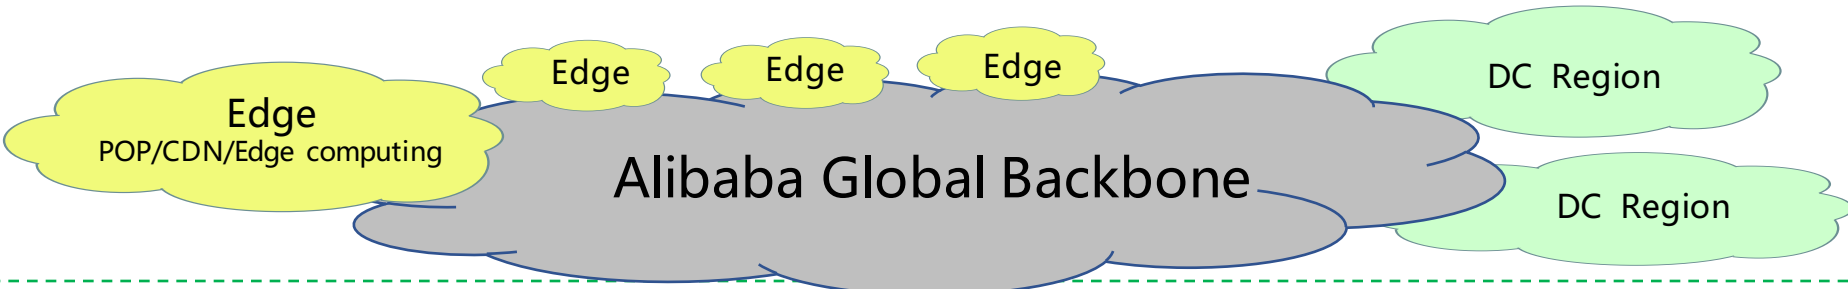 Edge
POP/CDN/Edge computing
Edge
Edge
Edge
Alibaba Global Backbone
DC Region
DC Region